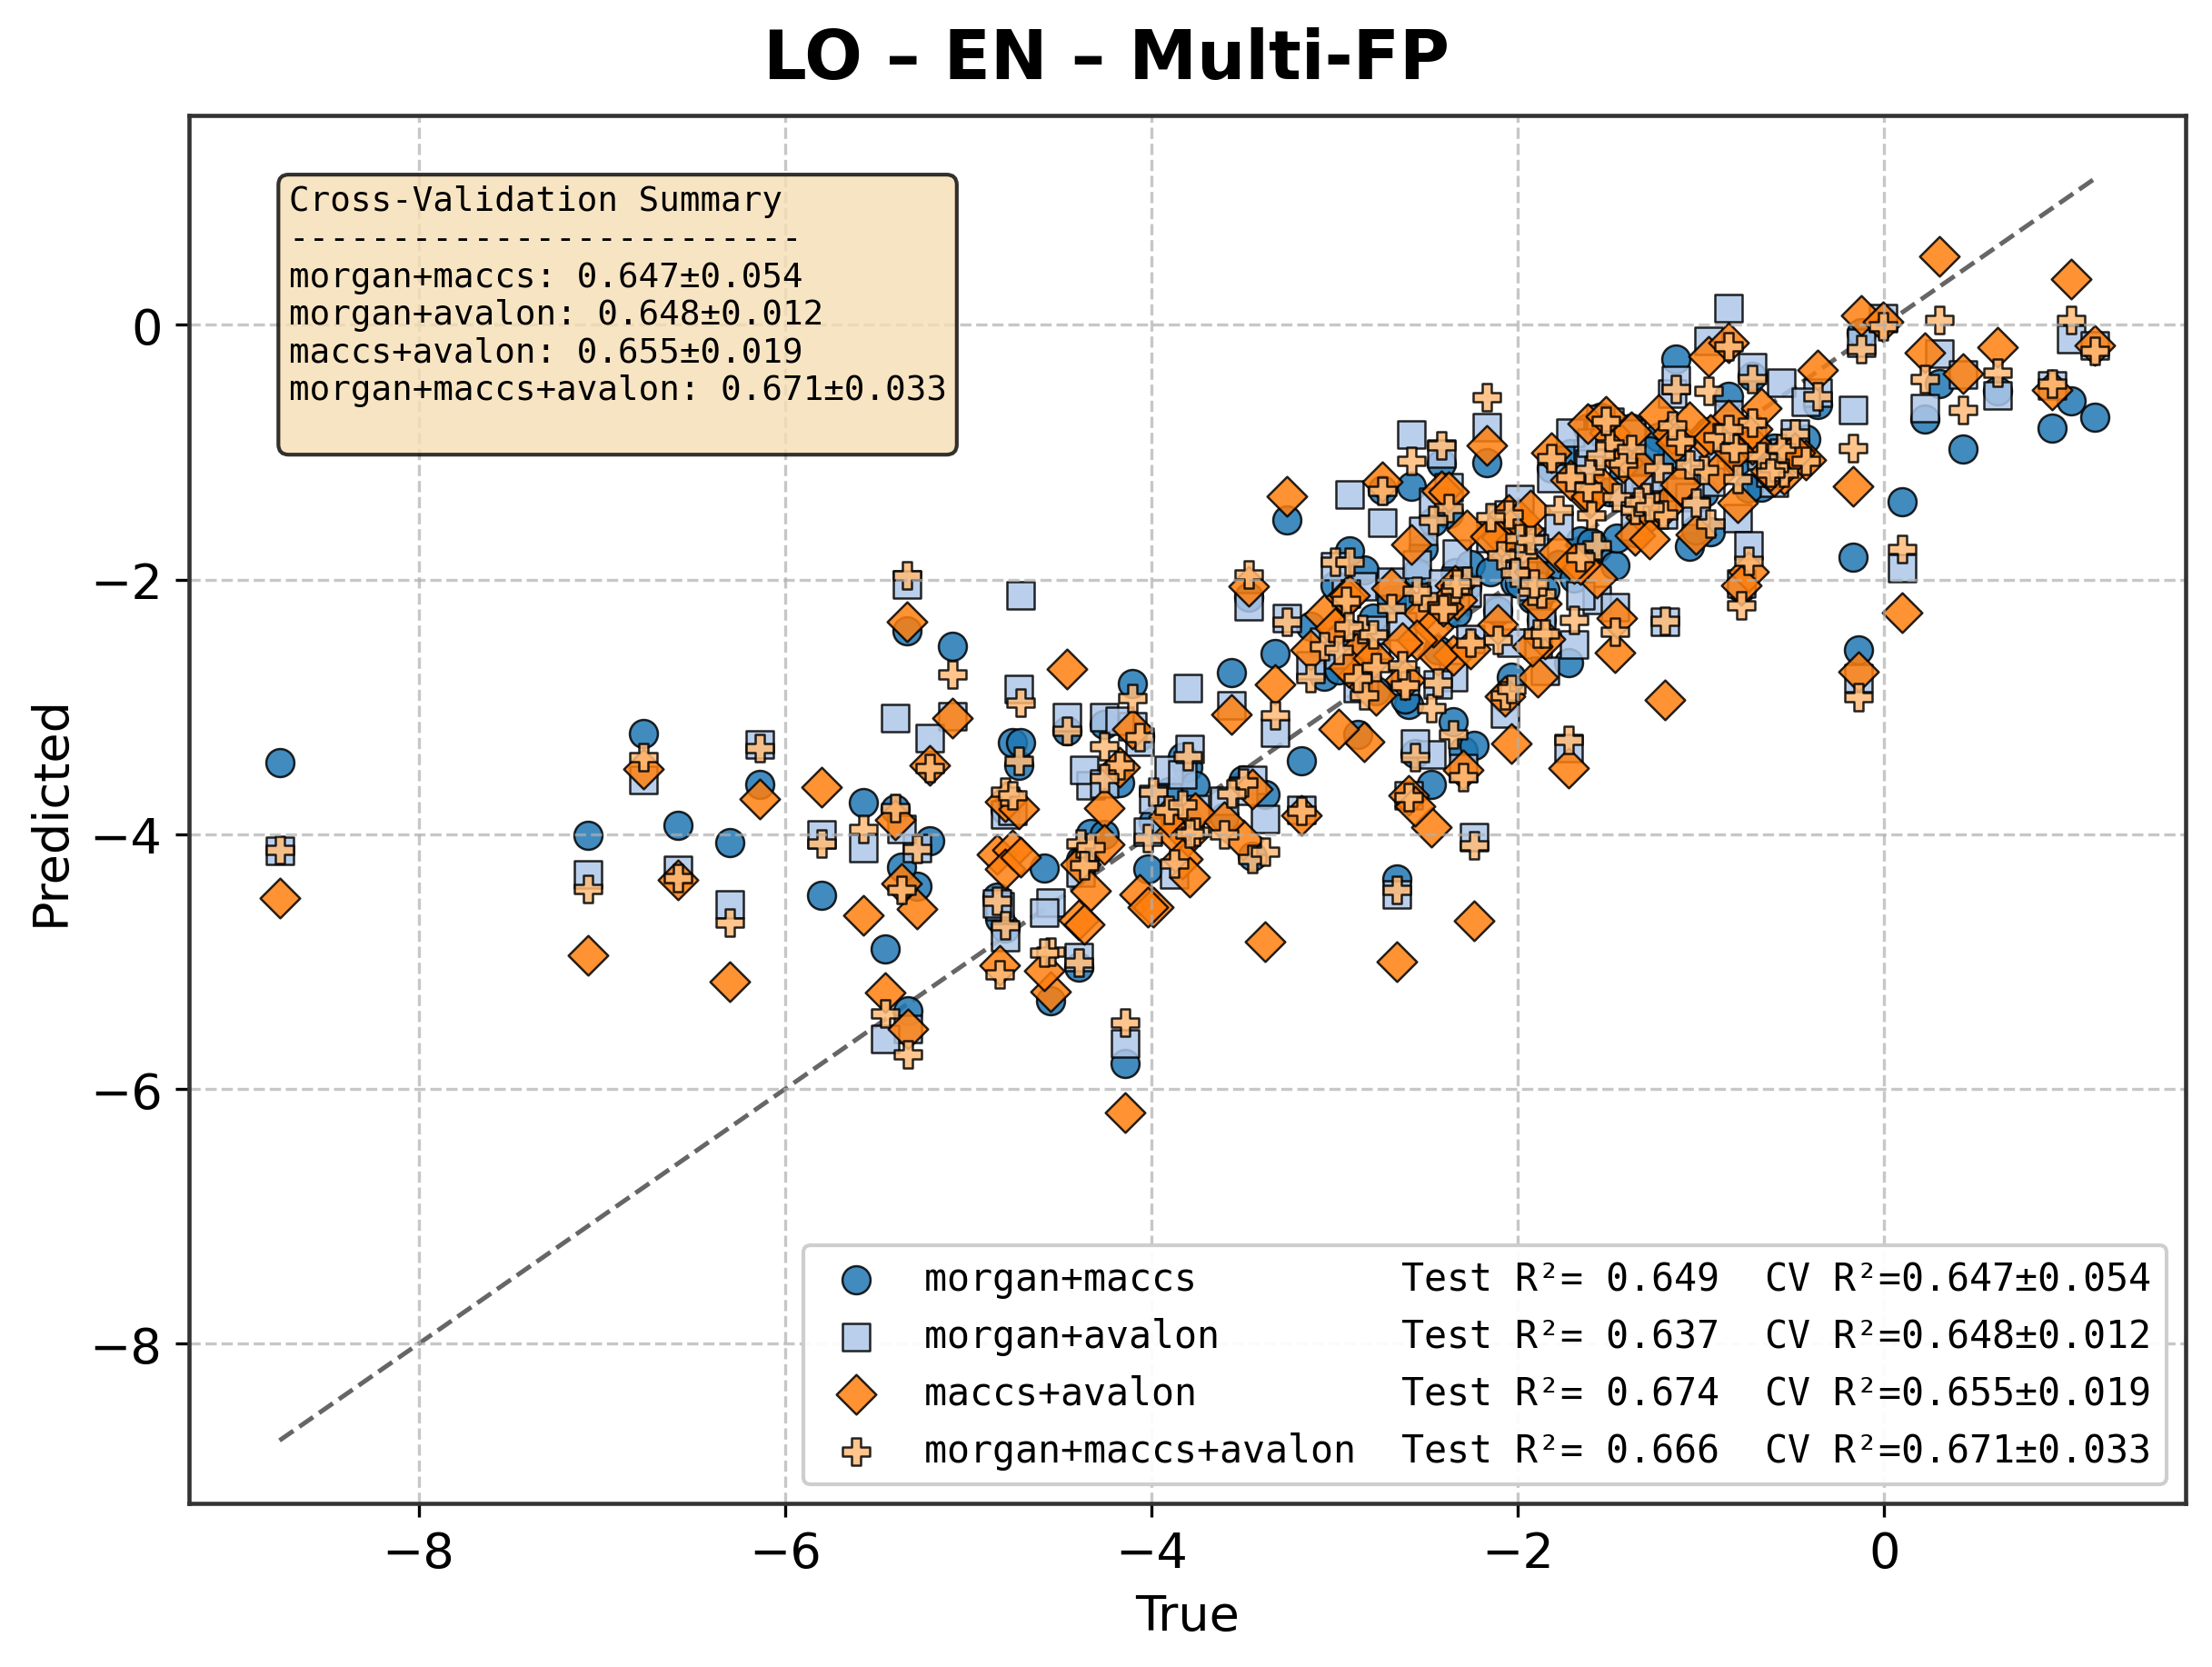 LO – EN – Multi-FP
Cross-Validation Summary
-------------------------
morgan+maccs: 0.647±0.054
morgan+avalon: 0.648±0.012
maccs+avalon: 0.655±0.019
morgan+maccs+avalon: 0.671±0.033
Predicted
0
−2
−4
−6
−8
morgan+maccs Test R²= 0.649 CV R²=0.647±0.054
morgan+avalon Test R²= 0.637 CV R²=0.648±0.012
maccs+avalon Test R²= 0.674 CV R²=0.655±0.019
morgan+maccs+avalon Test R²= 0.666 CV R²=0.671±0.033
−8 −6 −4 −2 0
True